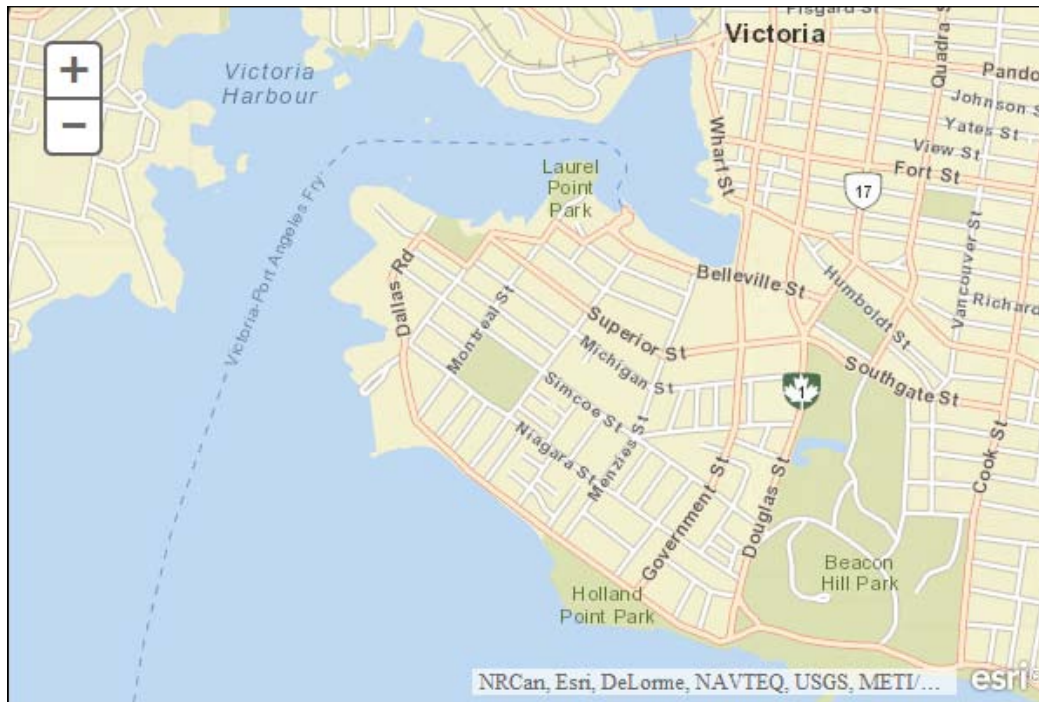 Pisgard St
Victoria
Quadra S
+
−
Victoria
Harbour
Pando
Johnson S
Yates St
View St
Fort St
Wharf St
17
Laurel
Point
Park
Victoria-Port Angeles Fry
Vancouver St
Dallas Rd
Belleville St
Humboldt St
Richard
Montreal St
Superior St
Michigan St
Southgate St
1
Simcoe St
Niagara St
Menzies St
Government St
Douglas St
Cook St
Beacon
Hill Park
Holland
Point Park
NRCan, Esri, DeLorme, NAVTEQ, USGS, METI/...
esri